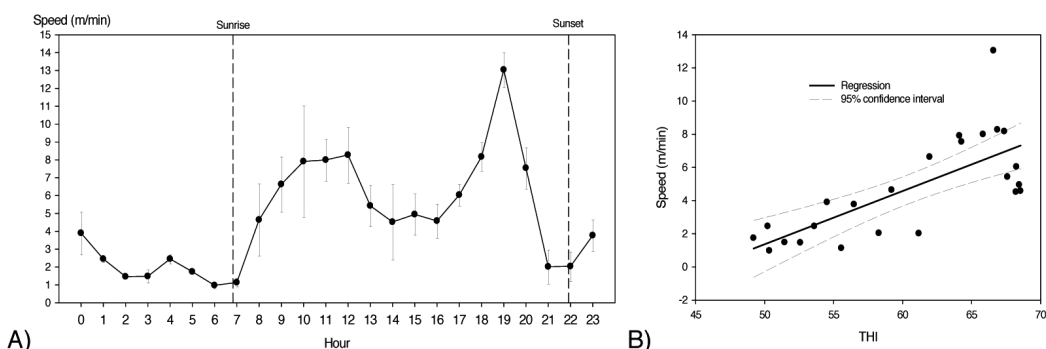 Speed (m/min)
Sunrise
Sunset
15
14
13
12
11
10
9
8
7
6
5
4
3
2
1
0
0 1 2 3 4 5 6 7 8 9 10 11 12 13 14 15 16 17 18 19 20 21 22 23
Hour
A)
Speed (m/min)
14
12
10
8
6
4
2
0
-2
Regression
95% confidence interval
45 50 55 60 65 70
THI
B)